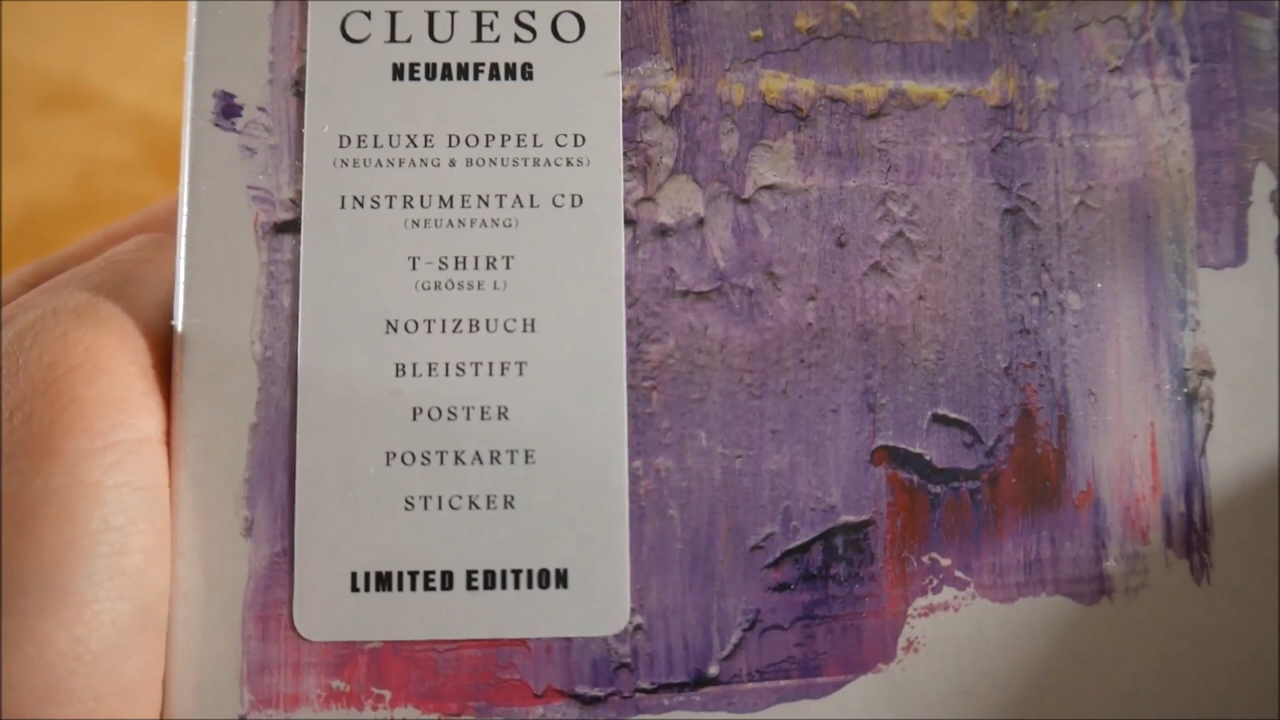 CLUESO
NEUANFANG
DELUXE DOPPEL CD
(NEUANFANG & BONUSTRACKS)
INSTRUMENTAL CD
(NEUANFANG)
T-SHIRT
(GRÖSSE L)
NOTIZBUCH
BLEISTIFT
POSTER
POSTKARTE
STICKER
LIMITED EDITION